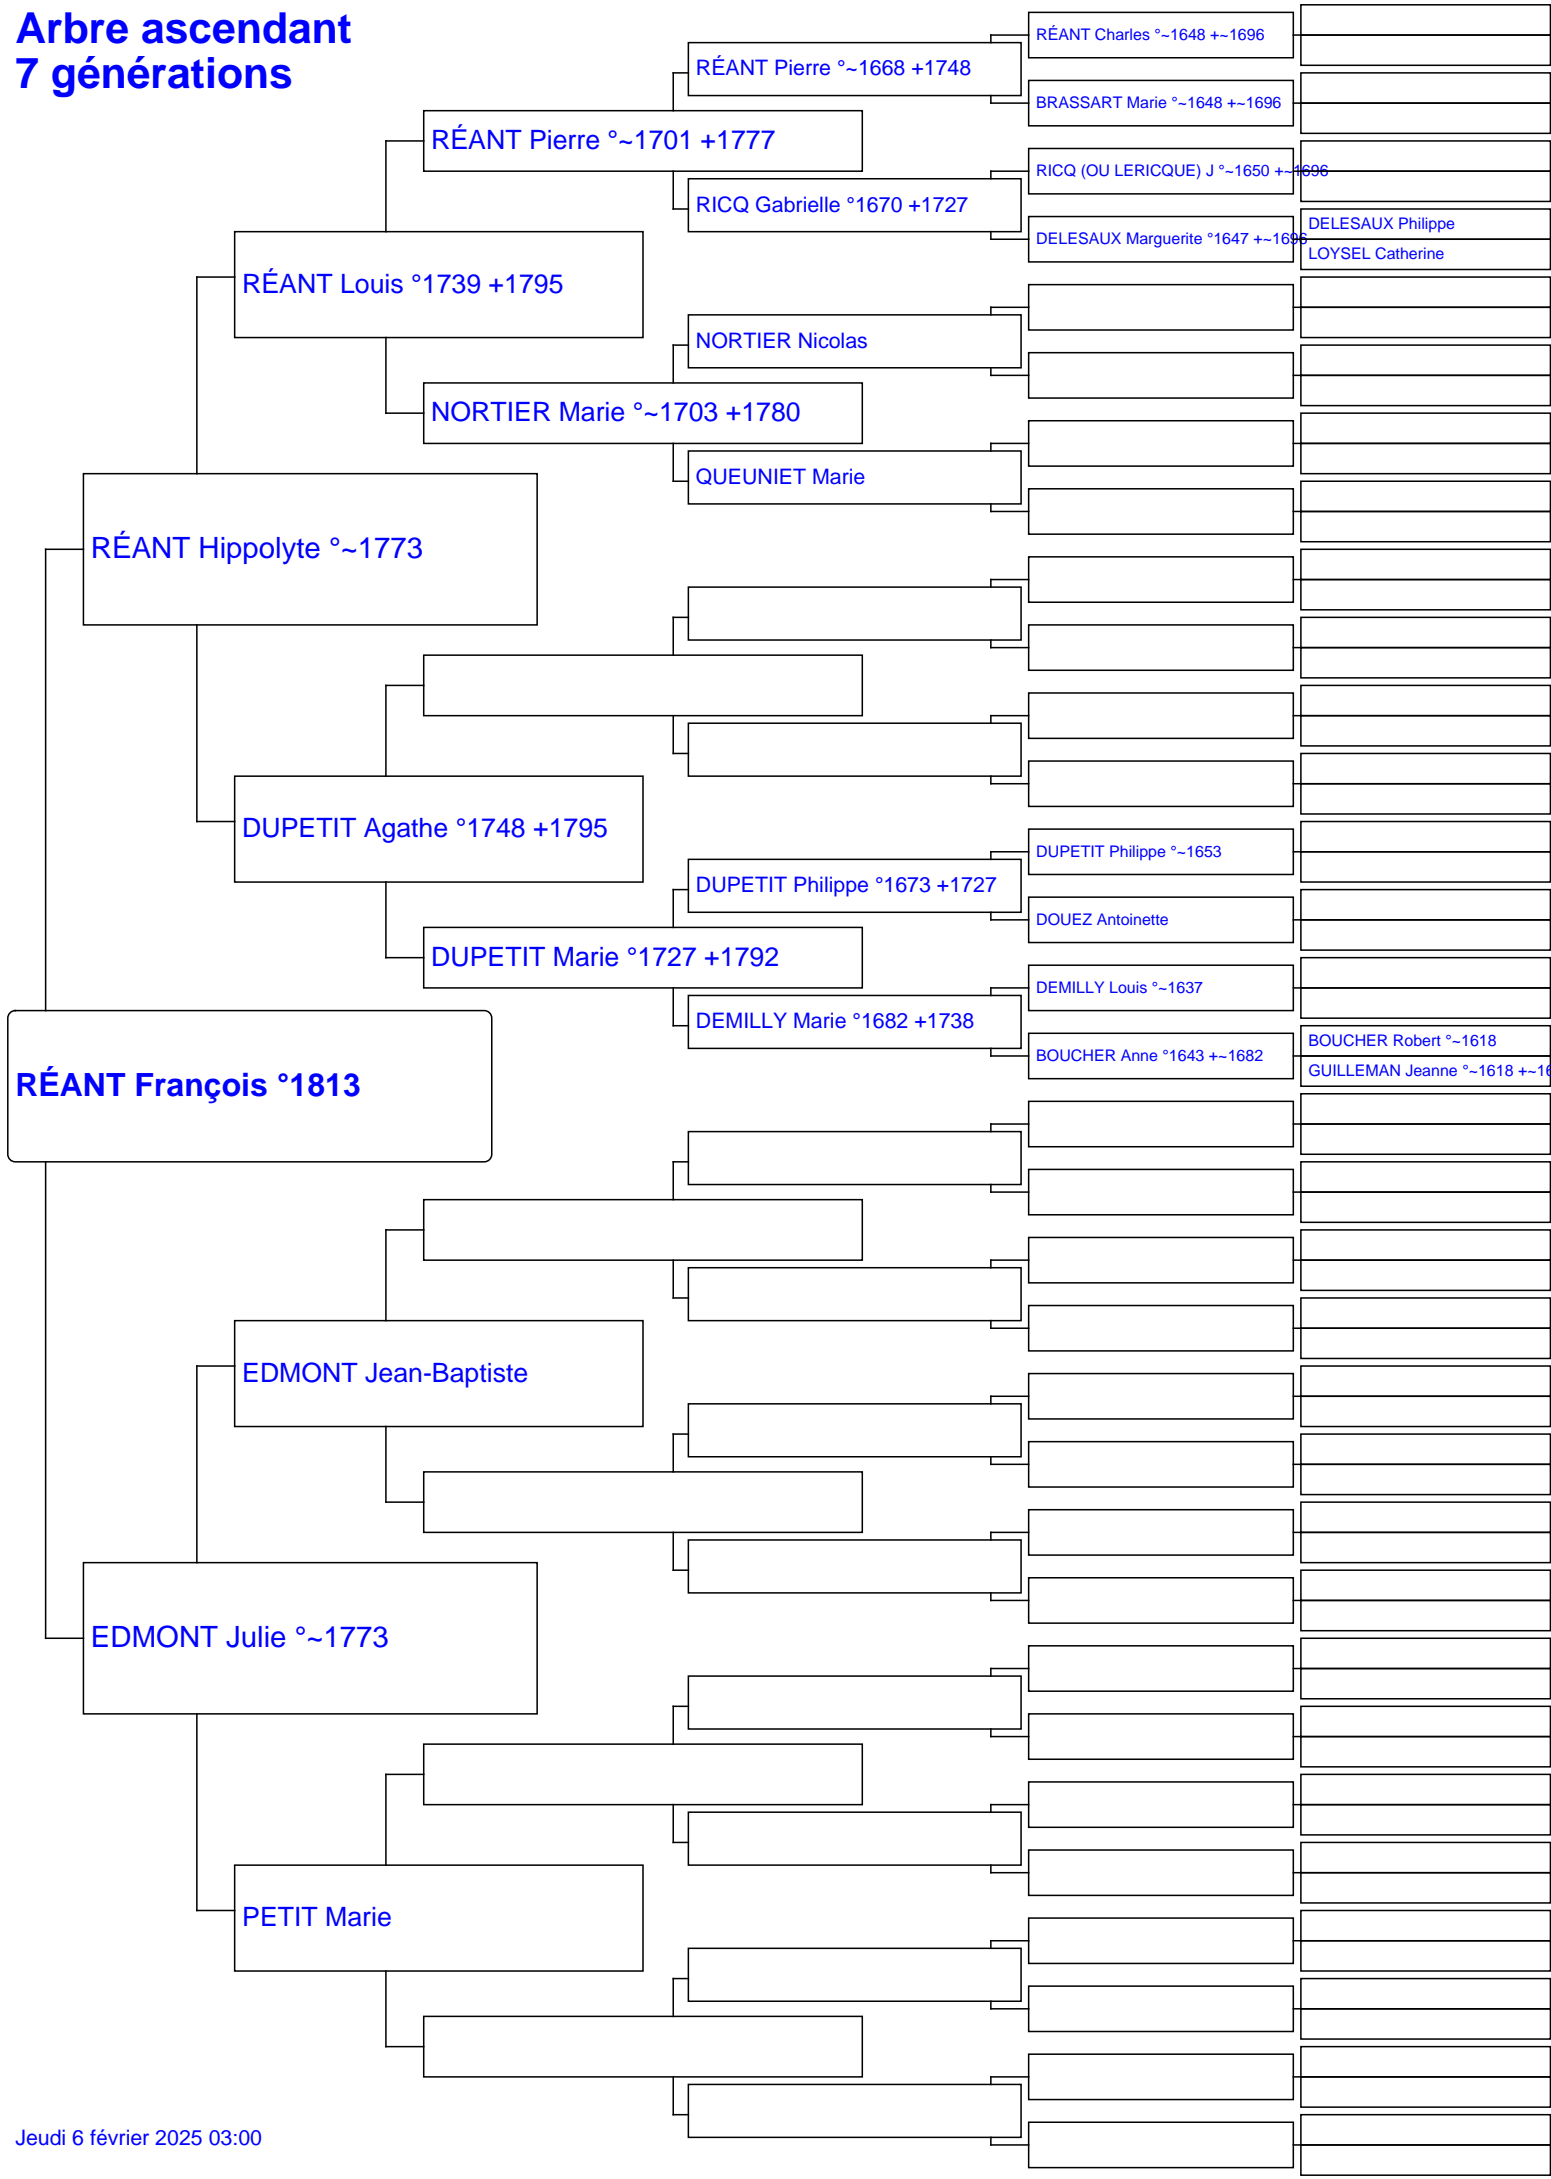 Arbre ascendant
7 générations
RÉANT Charles °~1648 +~1696
RÉANT Pierre °~1668 +1748
BRASSART Marie °~1648 +~1696
RÉANT Pierre °~1701 +1777
RICQ (OU LERICQUE) J °~1650 +~1696
RICQ Gabrielle °1670 +1727
DELESAUX Philippe
DELESAUX Marguerite °1647 +~1696
LOYSEL Catherine
RÉANT Louis °1739 +1795
NORTIER Nicolas
NORTIER Marie °~1703 +1780
QUEUNIET Marie
RÉANT Hippolyte °~1773
DUPETIT Agathe °1748 +1795
DUPETIT Philippe °~1653
DUPETIT Philippe °1673 +1727
DOUEZ Antoinette
DUPETIT Marie °1727 +1792
DEMILLY Louis °~1637
DEMILLY Marie °1682 +1738
BOUCHER Robert °~1618
BOUCHER Anne °1643 +~1682
GUILLEMAN Jeanne °~1618 +~16
RÉANT François °1813
EDMONT Jean-Baptiste
EDMONT Julie °~1773
PETIT Marie
Jeudi 6 février 2025 03:00